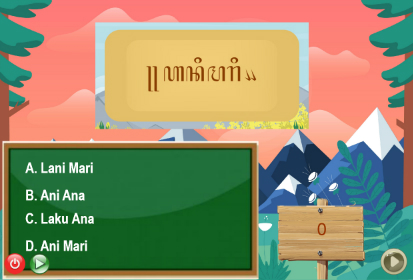 A. Lani Mari
B. Ani Ana
C. Laku Ana
D. Ani Mari
0